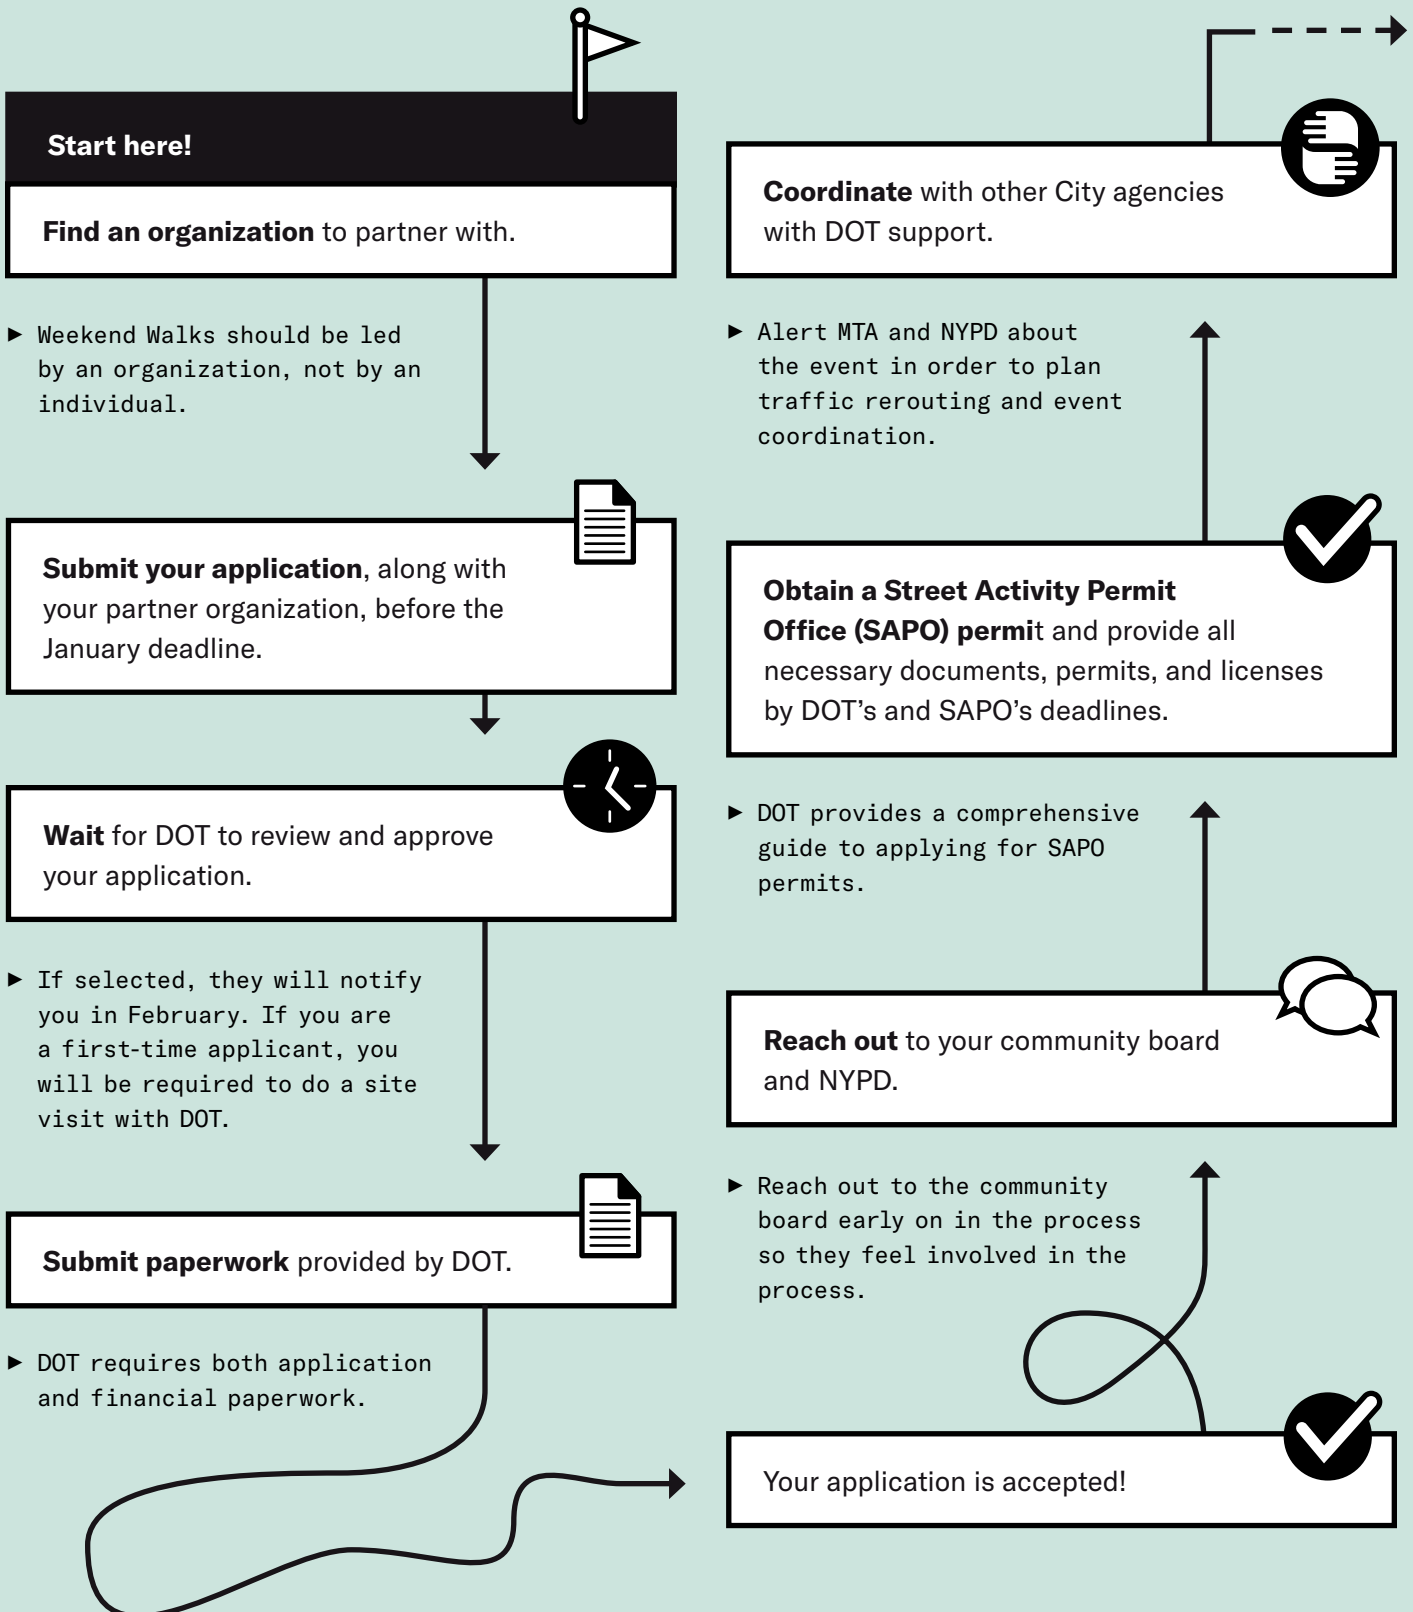 Start here!
Find an organization to partner with.
► Weekend Walks should be led
by an organization, not by an
individual.
Submit your application, along with
your partner organization, before the
January deadline.
Wait for DOT to review and approve
your application.
► If selected, they will notify
you in February. If you are
a first-time applicant, you
will be required to do a site
visit with DOT.
Submit paperwork provided by DOT.
► DOT requires both application
and financial paperwork.
Your application is accepted!
Reach out to your community board
and NYPD.
► Reach out to the community
board early on in the process
so they feel involved in the
process.
Obtain a Street Activity Permit
Office (SAPO) permit and provide all
necessary documents, permits, and licenses
by DOT’s and SAPO’s deadlines.
► DOT provides a comprehensive
guide to applying for SAPO
permits.
Coordinate with other City agencies
with DOT support.
► Alert MTA and NYPD about
the event in order to plan
traffic rerouting and event
coordination.